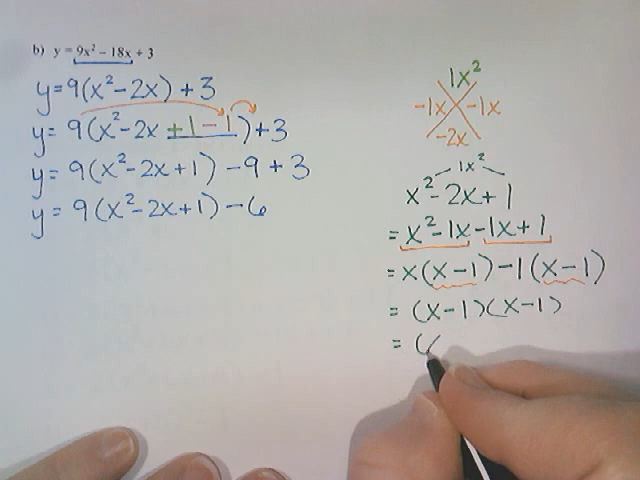 b) y = 9x² − 18x + 3
y = 9(x² − 2x) + 3
y = 9(x² − 2x + 1 − 1) + 3
y = 9(x² − 2x + 1) − 9 + 3
y = 9(x² − 2x + 1) − 6
1x²
−1x −1x
−2x
1x²
x² − 2x + 1
= x² − 1x − 1x + 1
= x(x − 1) − 1(x − 1)
= (x − 1)(x − 1)
= (